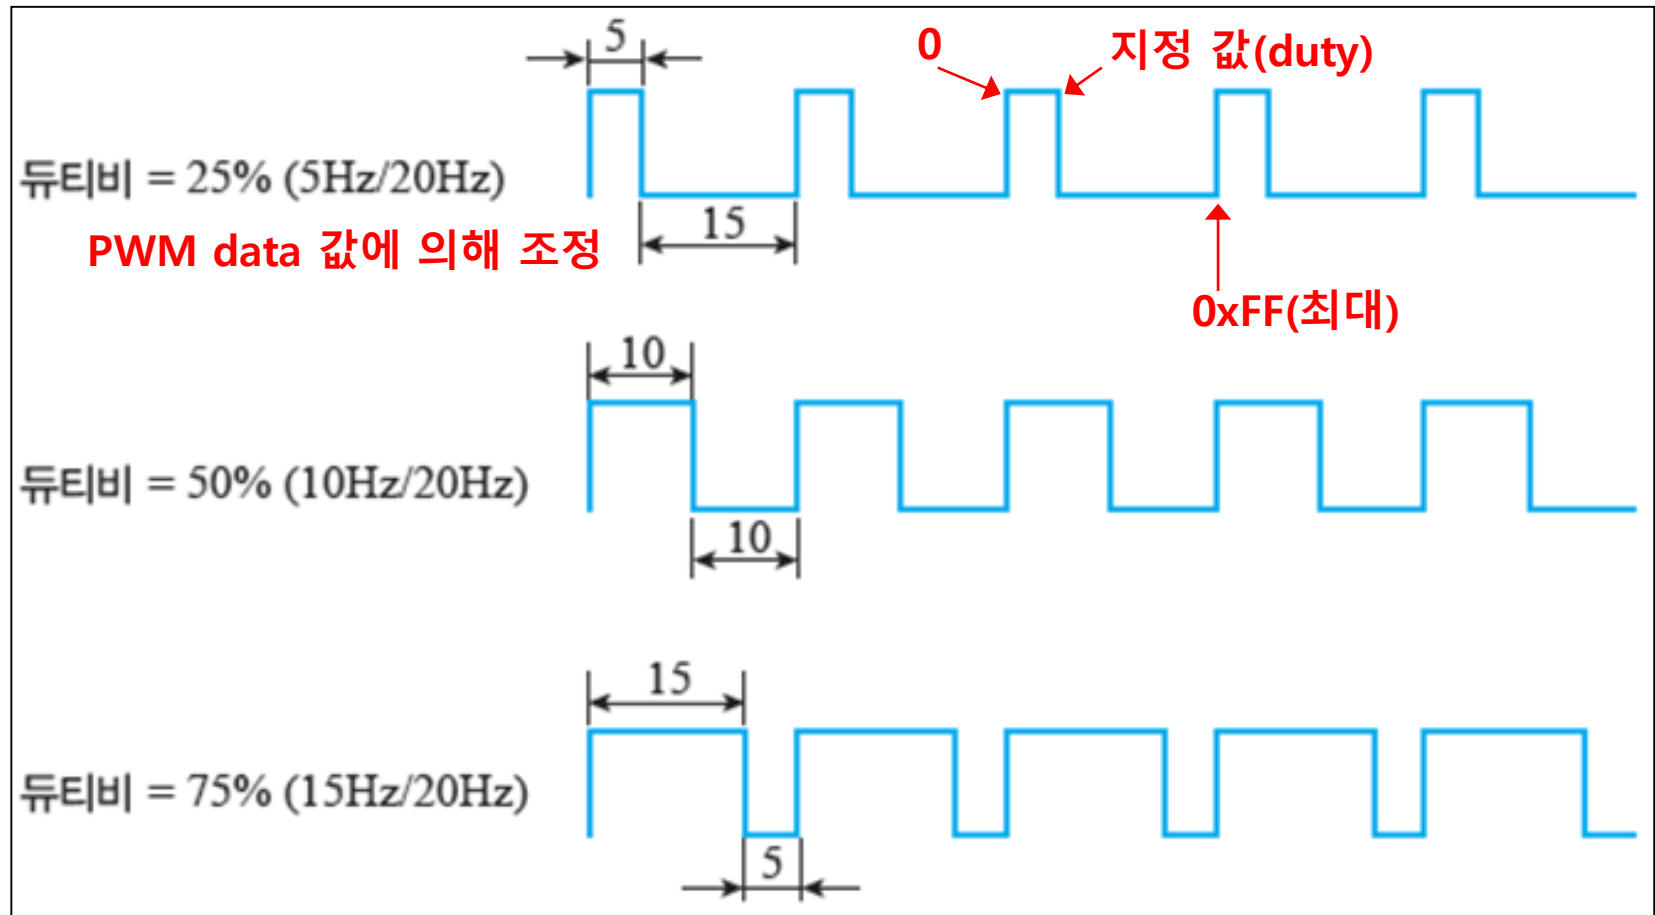 5
0
지정 값(duty)
듀티비 = 25% (5Hz/20Hz)
15
PWM data 값에 의해 조정
0xFF(최대)
10
듀티비 = 50% (10Hz/20Hz)
10
15
듀티비 = 75% (15Hz/20Hz)
5